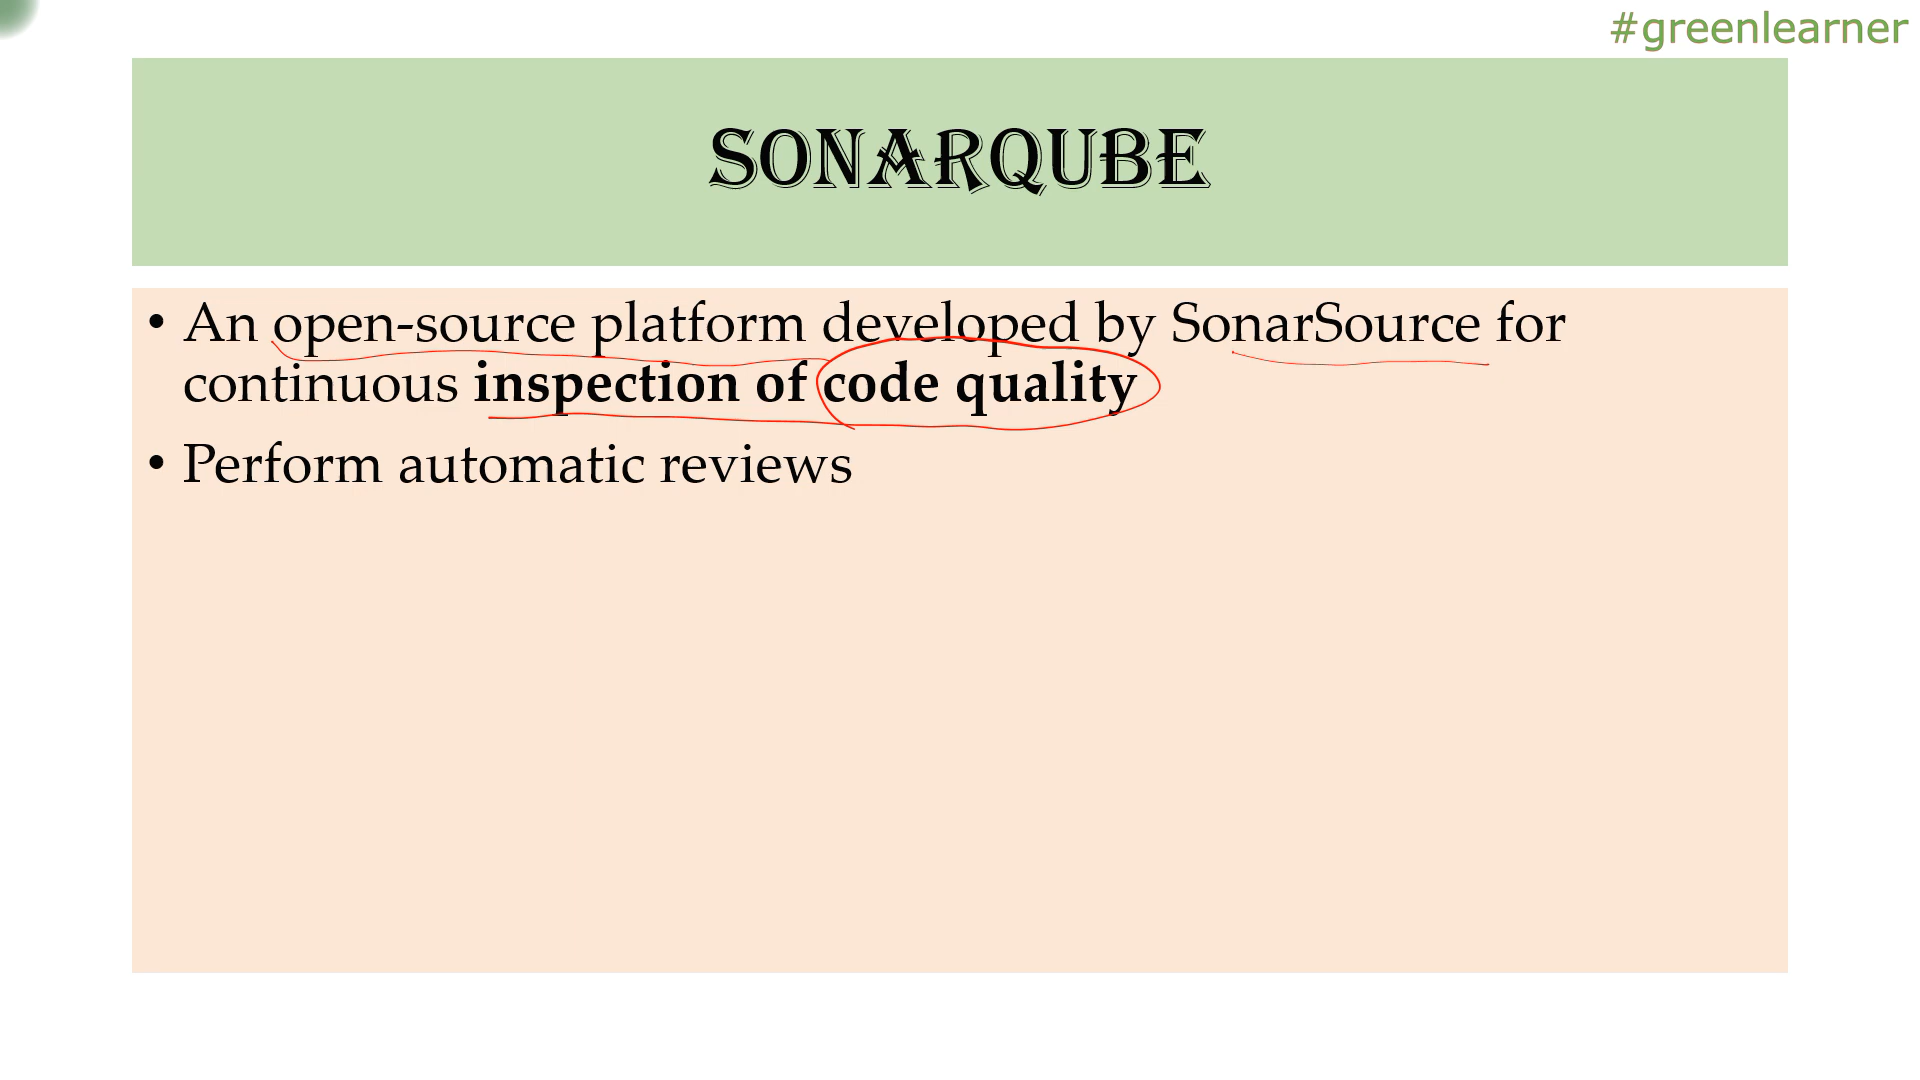 #greenlearner
SONARQUBE
• An open-source platform developed by SonarSource for
continuous inspection of code quality
• Perform automatic reviews